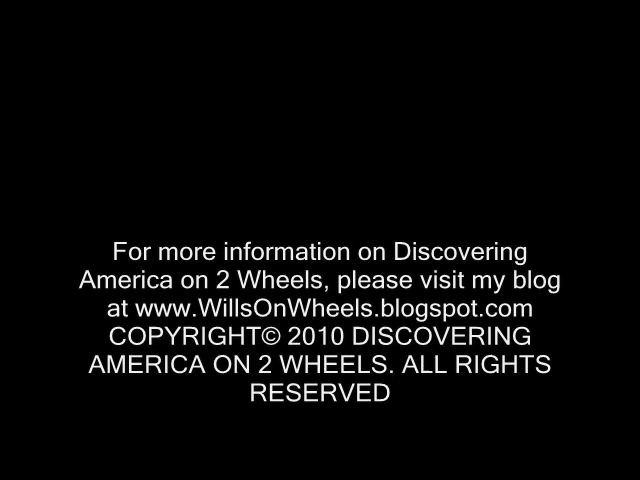 For more information on Discovering
America on 2 Wheels, please visit my blog
at www.WillsOnWheels.blogspot.com
COPYRIGHT© 2010 DISCOVERING
AMERICA ON 2 WHEELS. ALL RIGHTS
RESERVED